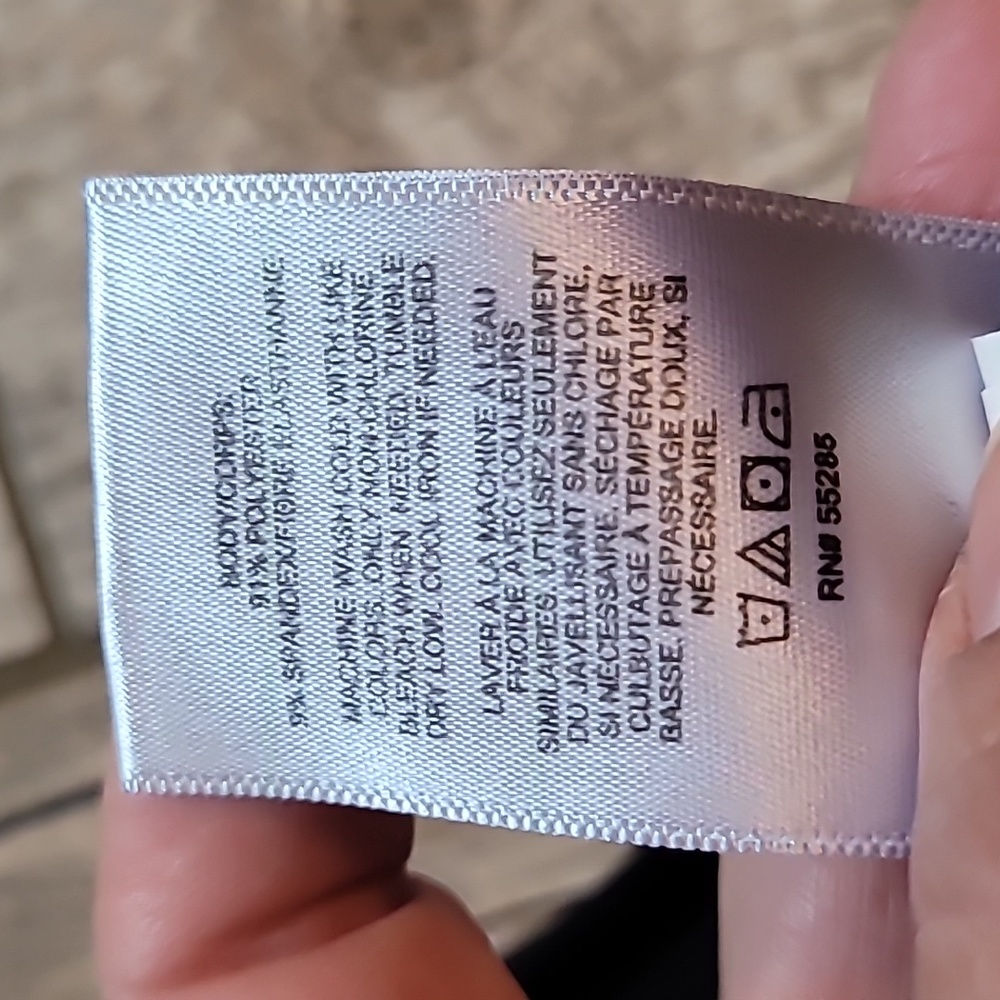 BODY/CORPS:
91% POLYESTER
9% SPANDEX/FIBRE ÉLASTHANNE
MACHINE WASH COLD WITH LIKE
COLORS. ONLY NON-CHLORINE
BLEACH WHEN NEEDED. TUMBLE
DRY LOW. COOL IRON IF NEEDED.
LAVER À LA MACHINE À L'EAU
FROIDE AVEC COULEURS
SIMILAIRES. UTILISEZ SEULEMENT
DU JAVELLISANT SANS CHLORE,
SI NÉCESSAIRE. SÉCHAGE PAR
CULBUTAGE À TEMPÉRATURE
BASSE. REPASSAGE DOUX, SI
NÉCESSAIRE.
RN# 55285